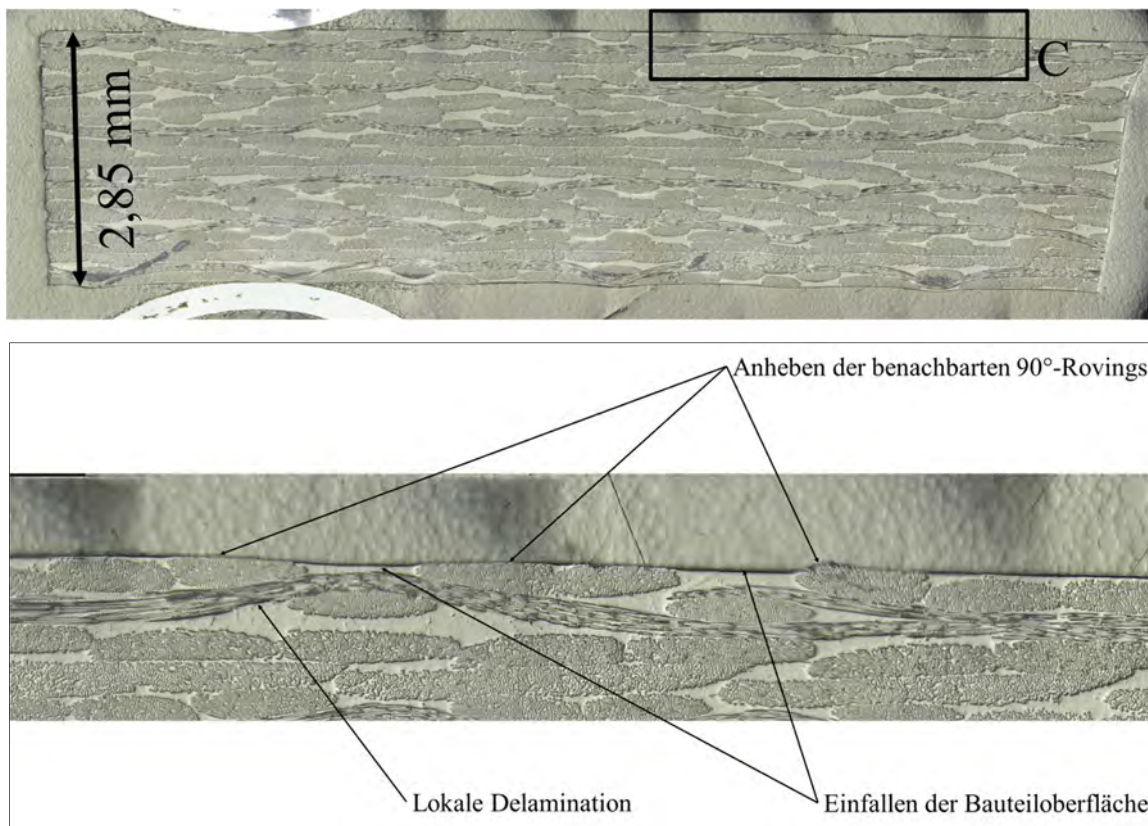 2,85 mm
C
Anheben der benachbarten 90°-Rovings
Lokale Delamination
Einfallen der Bauteiloberfläche